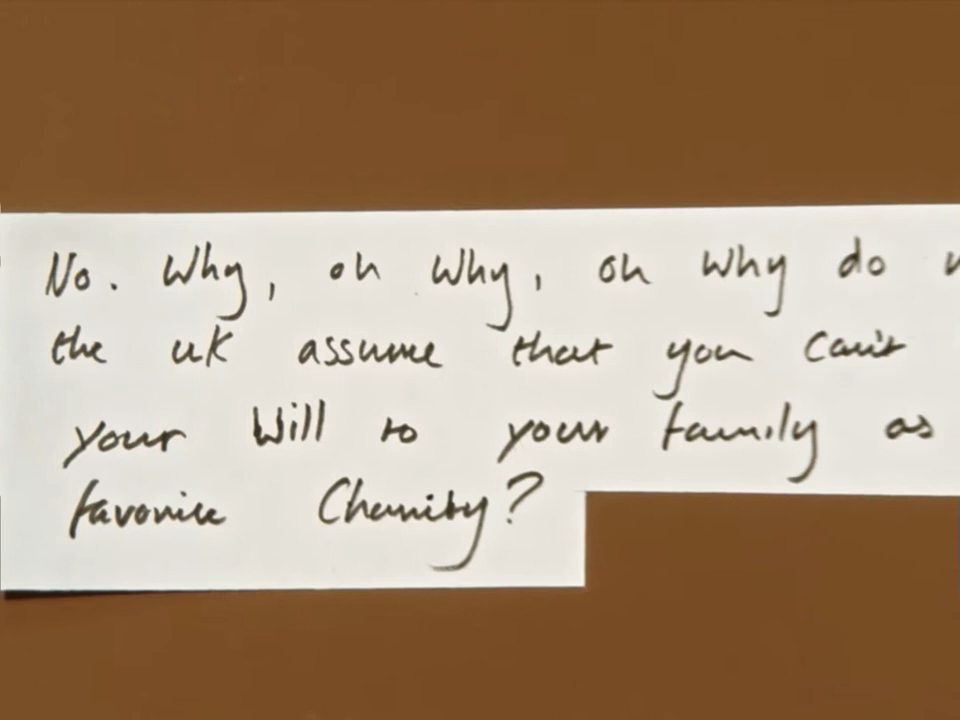 No. Why, oh why, oh why do
the uk assume that you can't
your Will to your family as
favorite Charity?